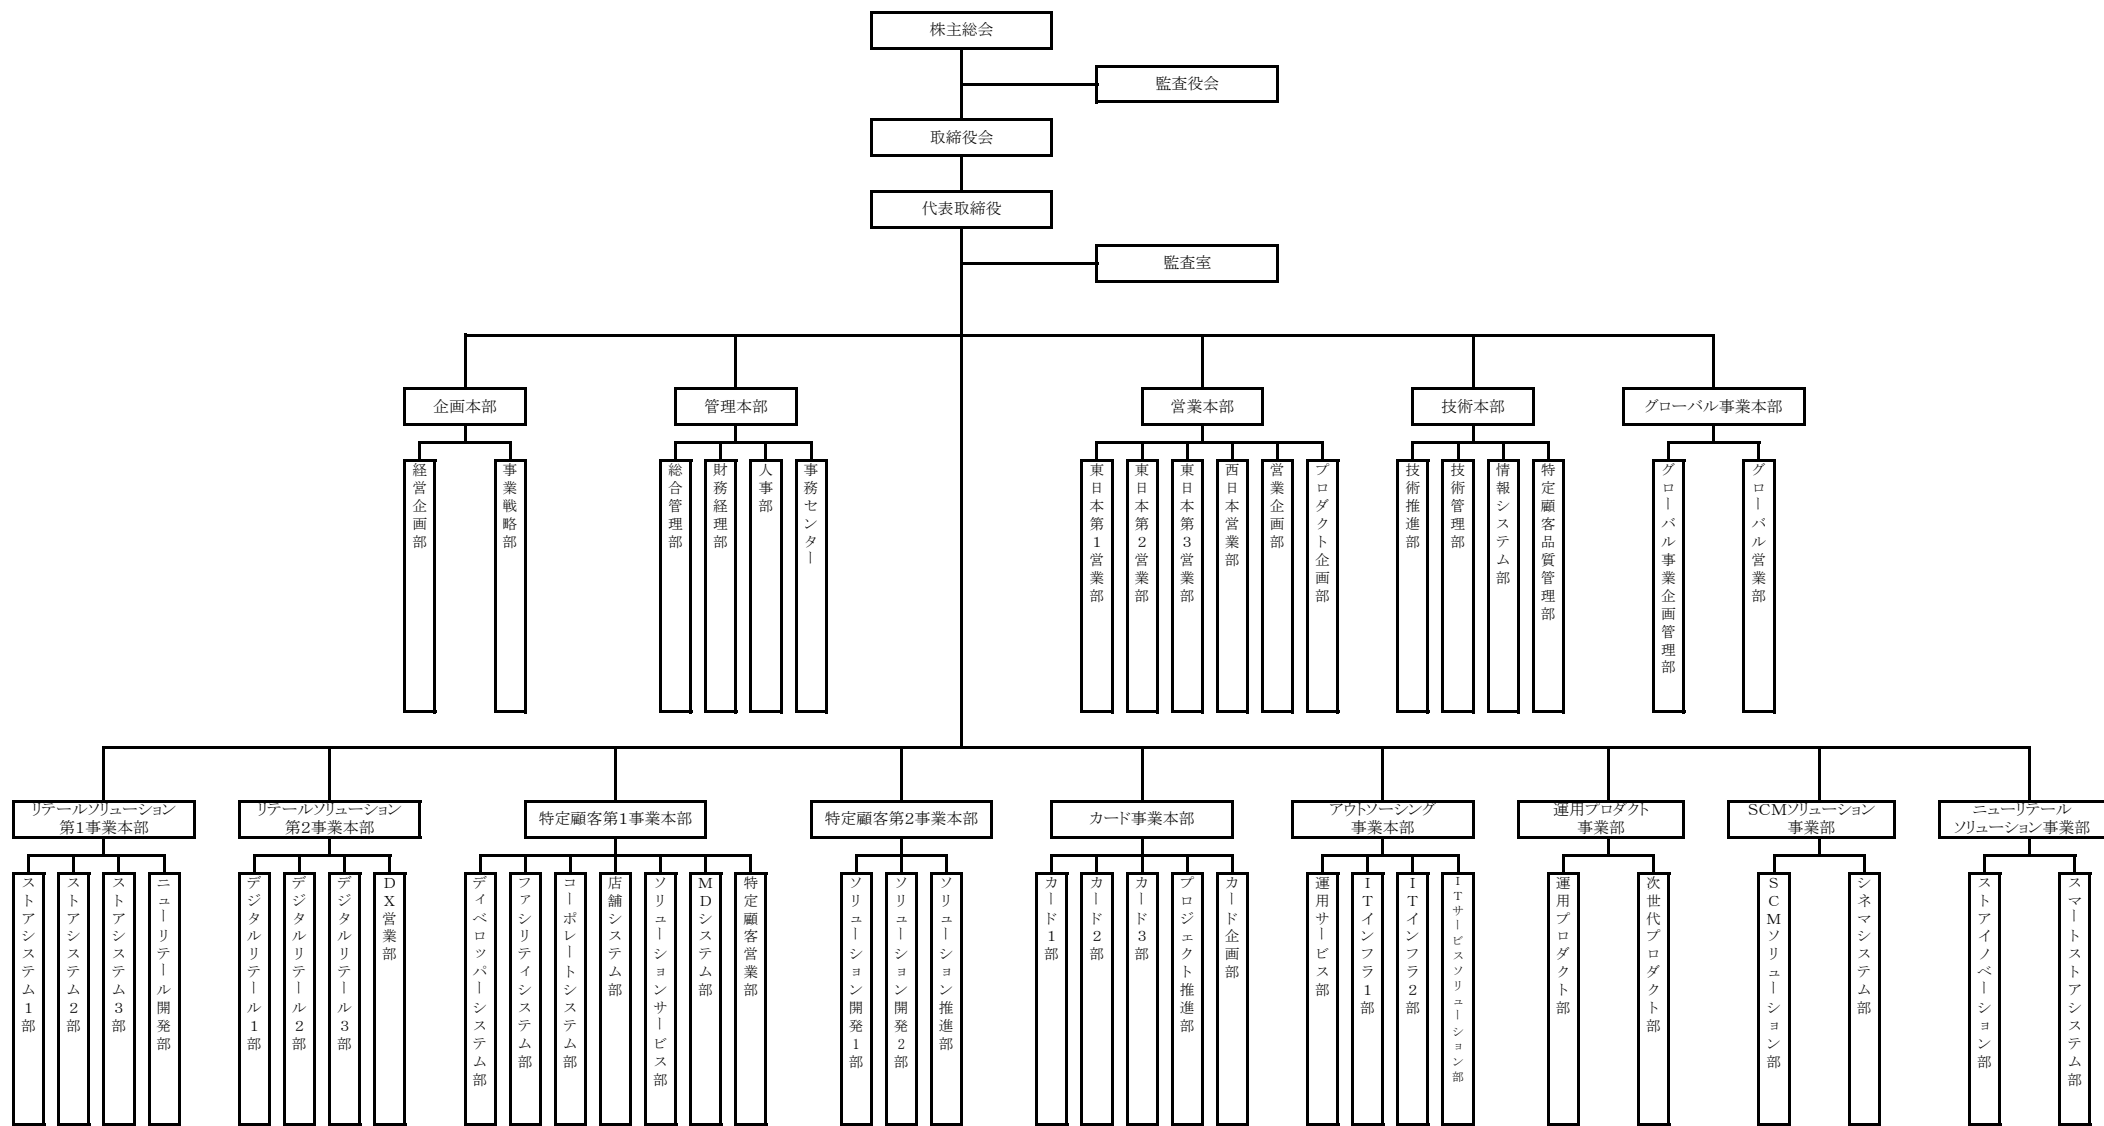 株主総会
監査役会
取締役会
代表取締役
監査室
企画本部
管理本部
営業本部
技術本部
グローバル事業本部
経営企画部
事業戦略部
総合管理部
財務経理部
人事部
事務センター
東日本第1営業部
東日本第2営業部
東日本第3営業部
西日本営業部
営業企画部
プロダクト企画部
技術推進部
技術管理部
情報システム部
特定顧客品質管理部
グローバル事業企画管理部
グローバル営業部
リテールソリューション
第1事業本部
リテールソリューション
第2事業本部
特定顧客第1事業本部
特定顧客第2事業本部
カード事業本部
アウトソーシング
事業本部
運用プロダクト
事業部
SCMソリューション
事業部
ニューリテール
ソリューション事業部
ストアシステム1部
ストアシステム2部
ストアシステム3部
ニューリテール開発部
デジタルリテール1部
デジタルリテール2部
デジタルリテール3部
DX営業部
ディベロッパーシステム部
ファシリティシステム部
コーポレートシステム部
店舗システム部
ソリューションサービス部
MDシステム部
特定顧客営業部
ソリューション開発1部
ソリューション開発2部
ソリューション推進部
カード1部
カード2部
カード3部
プロジェクト推進部
カード企画部
運用サービス部
ITインフラ1部
ITインフラ2部
ITサービスソリューション部
運用プロダクト部
次世代プロダクト部
SCMソリューション部
シネマシステム部
ストアイノベーション部
スマートストアシステム部